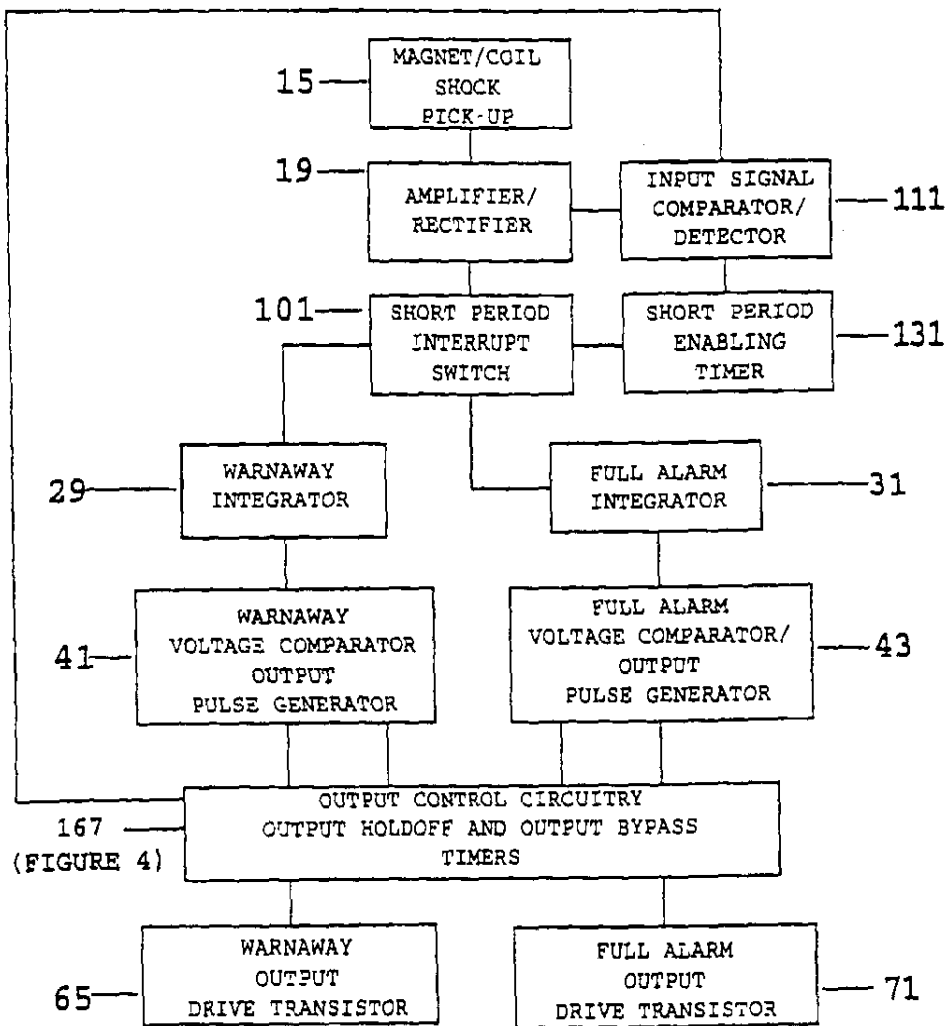 MAGNET/COIL
SHOCK
PICK-UP
15
19
AMPLIFIER/
RECTIFIER
INPUT SIGNAL
COMPARATOR/
DETECTOR
111
101
SHORT PERIOD
INTERRUPT
SWITCH
SHORT PERIOD
ENABLING
TIMER
131
29
WARNAWAY
INTEGRATOR
FULL ALARM
INTEGRATOR
31
41
WARNAWAY
VOLTAGE COMPARATOR
OUTPUT
PULSE GENERATOR
FULL ALARM
VOLTAGE COMPARATOR/
OUTPUT
PULSE GENERATOR
43
167
(FIGURE 4)
OUTPUT CONTROL CIRCUITRY
OUTPUT HOLDOFF AND OUTPUT BYPASS
TIMERS
65
WARNAWAY
OUTPUT
DRIVE TRANSISTOR
FULL ALARM
OUTPUT
DRIVE TRANSISTOR
71